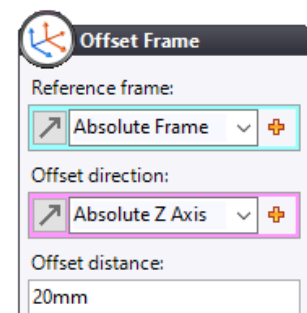 Offset Frame
Reference frame:
Absolute Frame
Offset direction:
Absolute Z Axis
Offset distance:
20mm